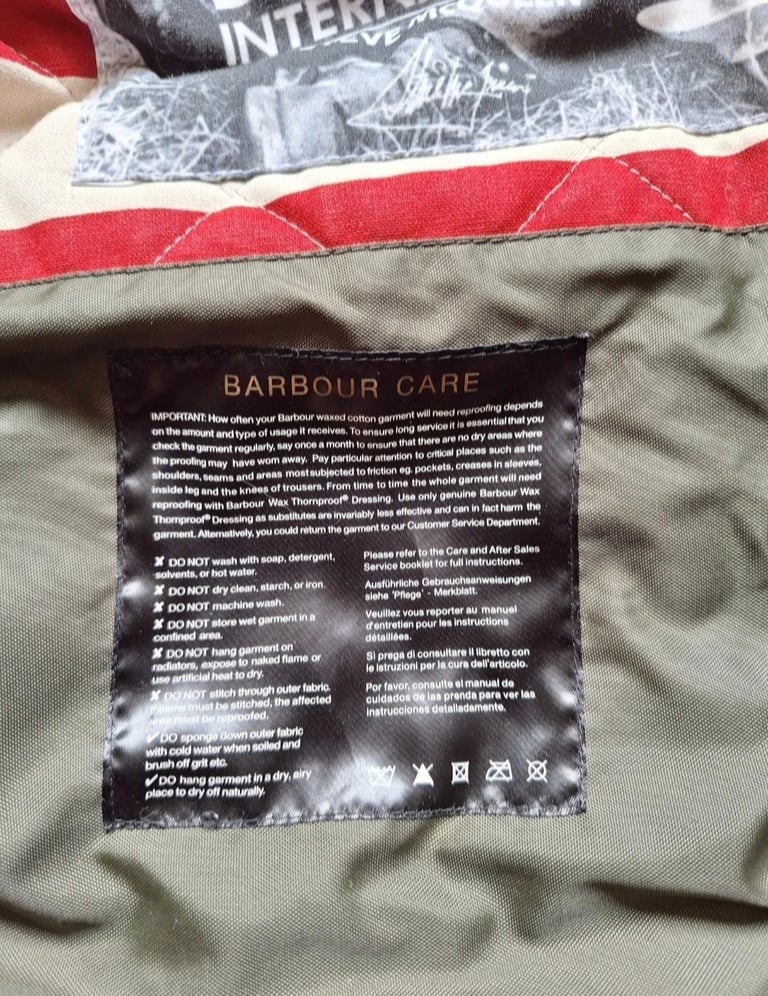 INTERN
STEVE MCQUEEN
BARBOUR CARE
IMPORTANT: How often your Barbour waxed cotton garment will need reproofing depends
on the amount and type of usage it receives. To ensure long service it is essential that you
check the garment regularly, say once a month to ensure that there are no dry areas where
the proofing may have worn away. Pay particular attention to critical places such as the
shoulders, seams and areas most subjected to friction eg. pockets, creases in sleeves,
inside leg and the knees of trousers. From time to time the whole garment will need
reproofing with Barbour Wax Thornproof® Dressing. Use only genuine Barbour Wax
Thornproof® Dressing as substitutes are invariably less effective and can in fact harm the
garment. Alternatively, you could return the garment to our Customer Service Department.
✘ DO NOT wash with soap, detergent,
solvents, or hot water.
✘ DO NOT dry clean, starch, or iron.
✘ DO NOT machine wash.
✘ DO NOT store wet garment in a
confined area.
✘ DO NOT hang garment on
radiators, expose to naked flame or
use artificial heat to dry.
✘ DO NOT stitch through outer fabric.
If items must be stitched, the affected
area must be reproofed.
✔ DO sponge down outer fabric
with cold water when soiled and
brush off grit etc.
✔ DO hang garment in a dry, airy
place to dry off naturally.
Please refer to the Care and After Sales
Service booklet for full instructions.
Ausführliche Gebrauchsanweisungen
siehe 'Pflege' - Merkblatt.
Veuillez vous reporter au manuel
d'entretien pour les instructions
détaillées.
Si prega di consultare il libretto con
le istruzioni per la cura dell'articolo.
Por favor, consulte el manual de
cuidados de las prenda para ver las
instrucciones detalladamente.